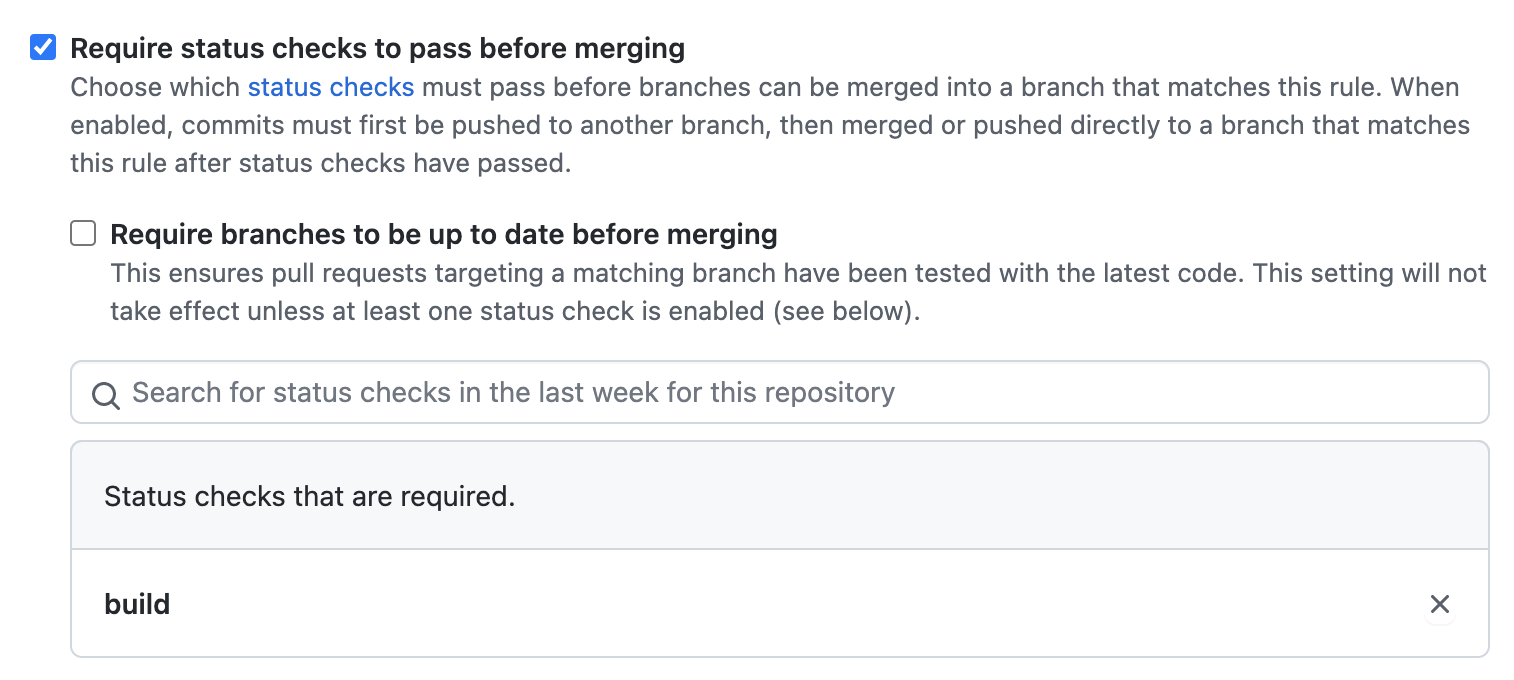 Require status checks to pass before merging
Choose which status checks must pass before branches can be merged into a branch that matches this rule. When
enabled, commits must first be pushed to another branch, then merged or pushed directly to a branch that matches
this rule after status checks have passed.
Require branches to be up to date before merging
This ensures pull requests targeting a matching branch have been tested with the latest code. This setting will not
take effect unless at least one status check is enabled (see below).
Search for status checks in the last week for this repository
Status checks that are required.
build